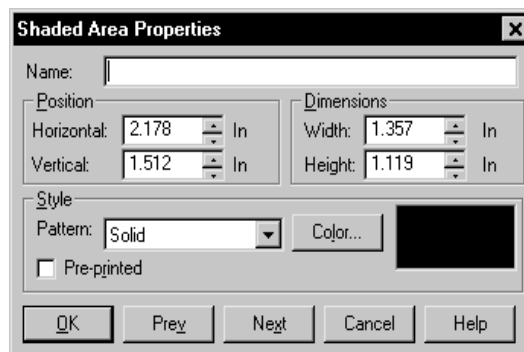 Shaded Area Properties
Name:
Position
Horizontal: 2.178 In
Vertical: 1.512 In
Dimensions
Width: 1.357 In
Height: 1.119 In
Style
Pattern: Solid Color...
Pre-printed
OK Prev Next Cancel Help